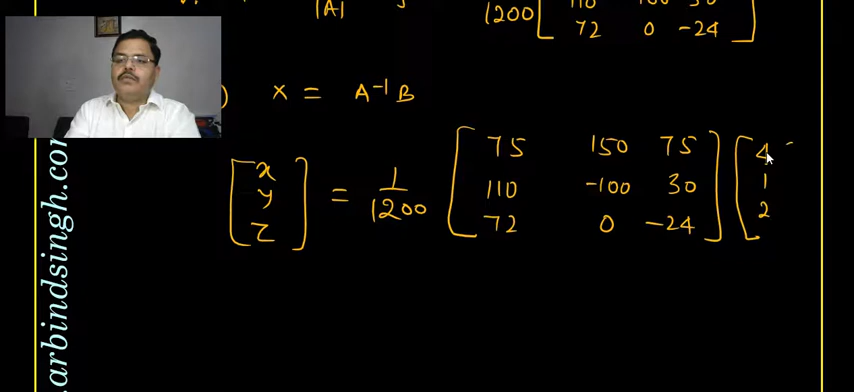 |A|
1200 [ 110 -100 30
72 0 -24 ]
) X = A⁻¹B
[ x y z ] = 1/1200 [ 75 150 75
110 -100 30
72 0 -24 ] [ 4
1
2
arbindsingh.com